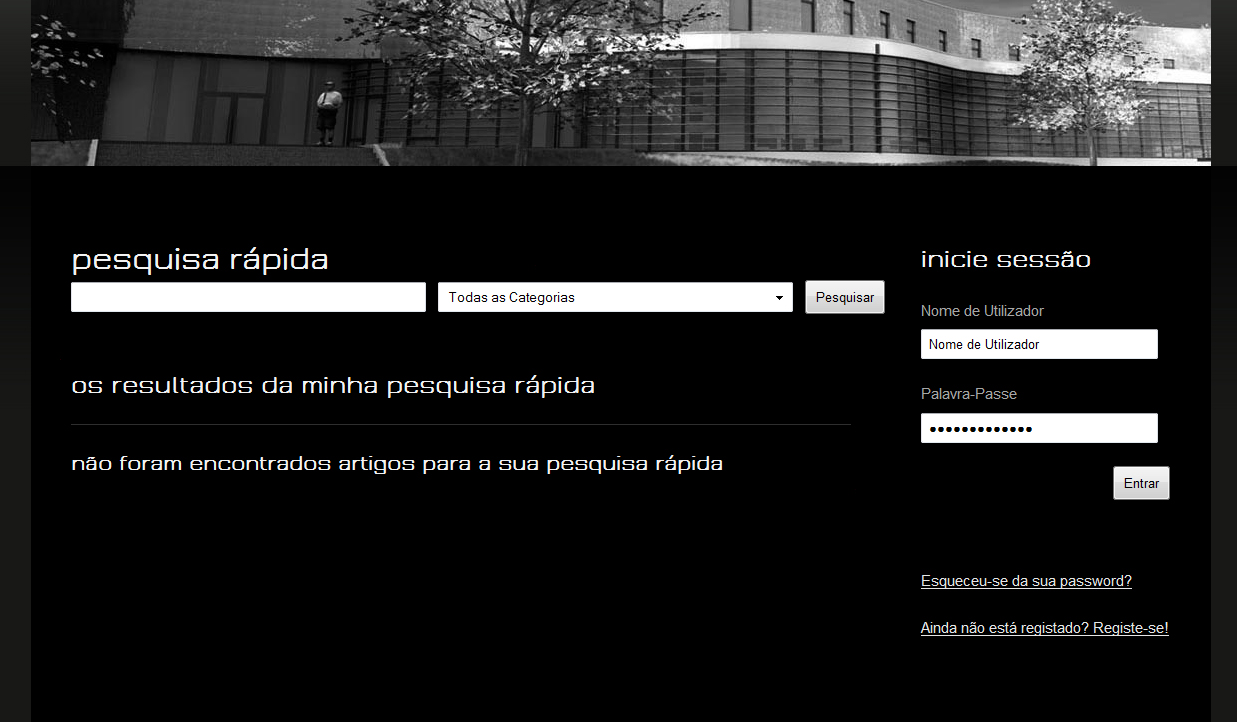 pesquisa rápida
Todas as Categorias
Pesquisar
os resultados da minha pesquisa rápida
não foram encontrados artigos para a sua pesquisa rápida
inicie sessão
Nome de Utilizador
Nome de Utilizador
Palavra-Passe
•••••••••••••
Entrar
Esqueceu-se da sua password?
Ainda não está registado? Registe-se!